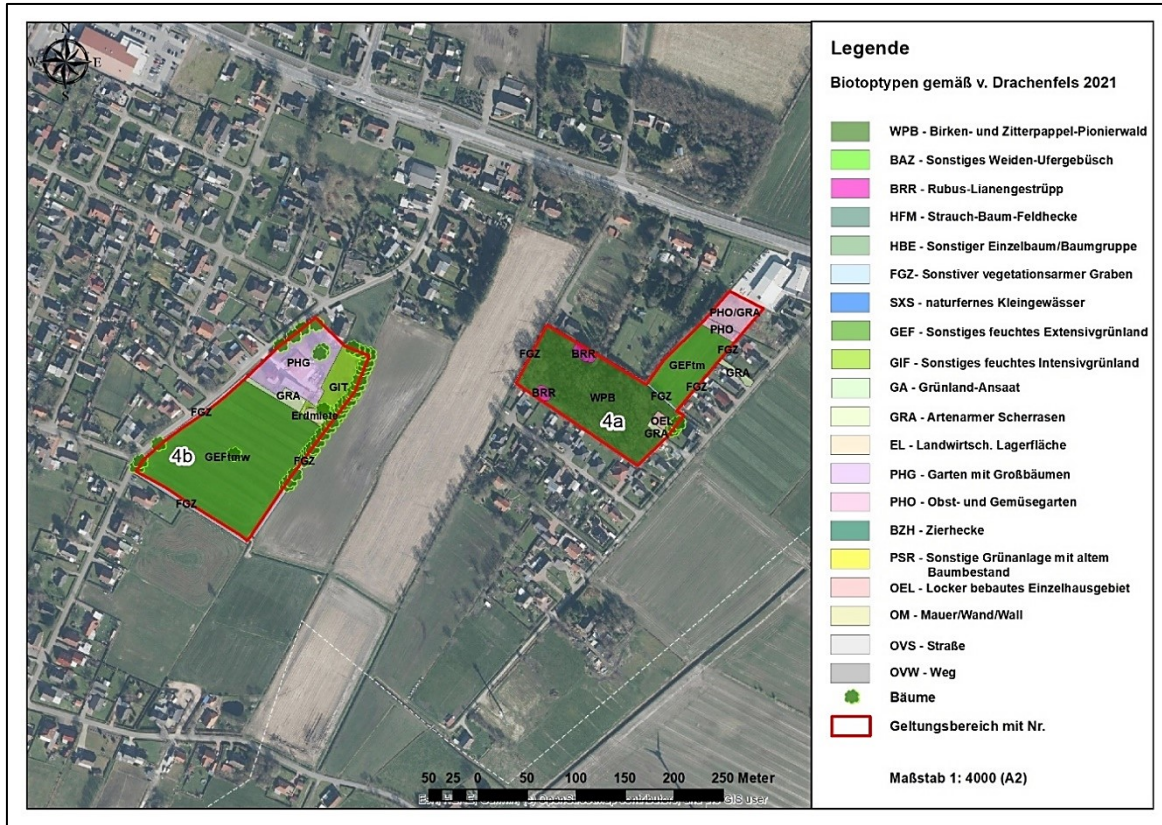 N
W E
S
PHO/GRA
PHO
FGZ
BRR
FGZ
GEFtm
GRA
PHG
FGZ
GIT
BRR
WPB
FGZ
GRA
4a
OEL
Erdmiete
GRA
FGZ
4b
GEFtmw
FGZ
FGZ
50 25 0 50 100 150 200 250 Meter
Legende
Biotoptypen gemäß v. Drachenfels 2021
WPB - Birken- und Zitterpappel-Pionierwald
BAZ - Sonstiges Weiden-Ufergebüsch
BRR - Rubus-Lianengestrüpp
HFM - Strauch-Baum-Feldhecke
HBE - Sonstiger Einzelbaum/Baumgruppe
FGZ- Sonstiver vegetationsarmer Graben
SXS - naturfernes Kleingewässer
GEF - Sonstiges feuchtes Extensivgrünland
GIF - Sonstiges feuchtes Intensivgrünland
GA - Grünland-Ansaat
GRA - Artenarmer Scherrasen
EL - Landwirtsch. Lagerfläche
PHG - Garten mit Großbäumen
PHO - Obst- und Gemüsegarten
BZH - Zierhecke
PSR - Sonstige Grünanlage mit altem
Baumbestand
OEL - Locker bebautes Einzelhausgebiet
OM - Mauer/Wand/Wall
OVS - Straße
OVW - Weg
Bäume
Geltungsbereich mit Nr.
Maßstab 1: 4000 (A2)